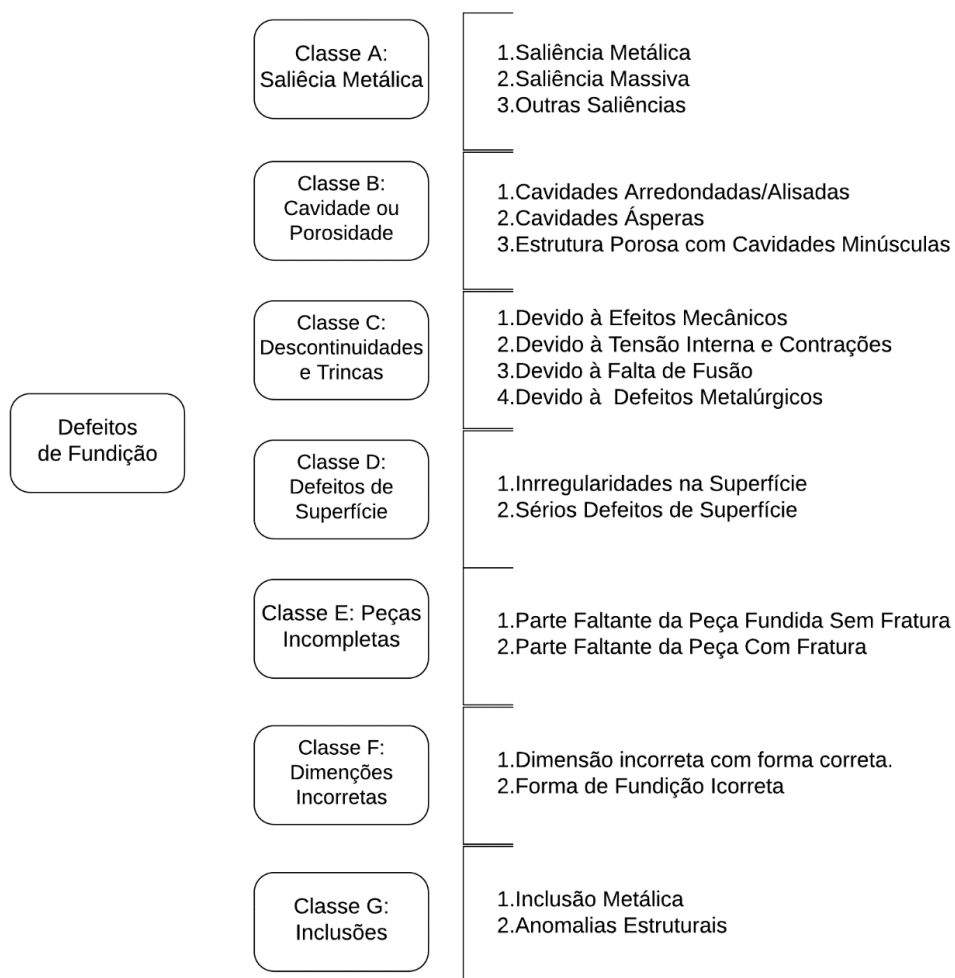 Defeitos
de Fundição
Classe A:
Saliêcia Metálica
1.Saliência Metálica
2.Saliência Massiva
3.Outras Saliências
Classe B:
Cavidade ou
Porosidade
1.Cavidades Arredondadas/Alisadas
2.Cavidades Ásperas
3.Estrutura Porosa com Cavidades Minúsculas
Classe C:
Descontinuidades
e Trincas
1.Devido à Efeitos Mecânicos
2.Devido à Tensão Interna e Contrações
3.Devido à Falta de Fusão
4.Devido à  Defeitos Metalúrgicos
Classe D:
Defeitos de
Superfície
1.Inrregularidades na Superfície
2.Sérios Defeitos de Superfície
Classe E: Peças
Incompletas
1.Parte Faltante da Peça Fundida Sem Fratura
2.Parte Faltante da Peça Com Fratura
Classe F:
Dimenções
Incorretas
1.Dimensão incorreta com forma correta.
2.Forma de Fundição Icorreta
Classe G:
Inclusões
1.Inclusão Metálica
2.Anomalias Estruturais